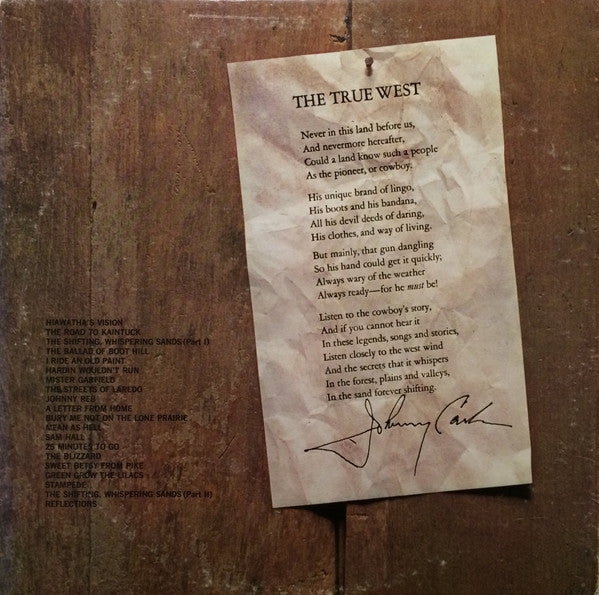 THE TRUE WEST
Never in this land before us,
And nevermore hereafter,
Could a land know such a people
As the pioneer, or cowboy.
His unique brand of lingo,
His boots and his bandana,
All his devil deeds of daring,
His clothes, and way of living.
But mainly, that gun dangling
So his hand could get it quickly;
Always wary of the weather
Always ready—for he must be!
Listen to the cowboy's story,
And if you cannot hear it
In these legends, songs and stories,
Listen closely to the west wind
And the secrets that it whispers
In the forest, plains and valleys,
In the sand forever shifting.
Johnny Cash
HIAWATHA'S VISION
THE ROAD TO KAINTUCK
THE SHIFTING, WHISPERING SANDS (Part I)
THE BALLAD OF BOOT HILL
I RIDE AN OLD PAINT
HARDIN WOULDN'T RUN
MISTER GARFIELD
THE STREETS OF LAREDO
JOHNNY REB
A LETTER FROM HOME
BURY ME NOT ON THE LONE PRAIRIE
MEAN AS HELL
SAM HALL
25 MINUTES TO GO
THE BLIZZARD
SWEET BETSY FROM PIKE
GREEN GROW THE LILACS
STAMPEDE
THE SHIFTING, WHISPERING SANDS (Part II)
REFLECTIONS